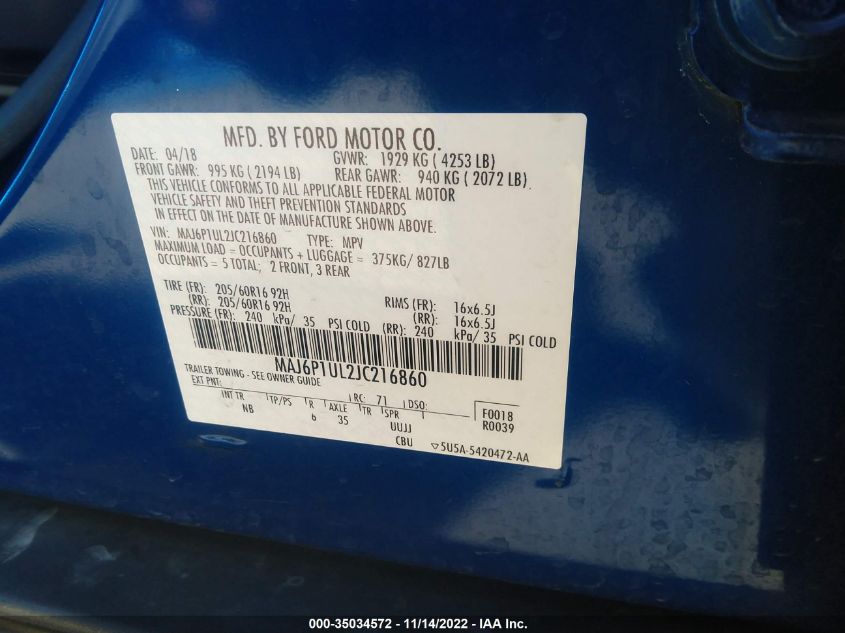 MFD. BY FORD MOTOR CO.
DATE: 04/18 GVWR: 1929 KG ( 4253 LB)
FRONT GAWR: 995 KG ( 2194 LB) REAR GAWR: 940 KG ( 2072 LB).
THIS VEHICLE CONFORMS TO ALL APPLICABLE FEDERAL MOTOR
VEHICLE SAFETY AND THEFT PREVENTION STANDARDS
IN EFFECT ON THE DATE OF MANUFACTURE SHOWN ABOVE.
VIN: MAJ6P1UL2JC216860 TYPE: MPV
MAXIMUM LOAD = OCCUPANTS + LUGGAGE = 375KG/ 827LB
OCCUPANTS = 5 TOTAL; 2 FRONT, 3 REAR
TIRE (FR): 205/60R16 92H RIMS (FR): 16x6.5J
(RR): 205/60R16 92H (RR): 16x6.5J
PRESSURE (FR): 240 kPa/ 35 PSI COLD (RR): 240 kPa/ 35 PSI COLD
MAJ6P1UL2JC216860
TRAILER TOWING - SEE OWNER GUIDE
EXT PNT: RC: 71 DSO:
INT TR TP/PS R AXLE TR SPR F0018
NB 6 35 UUJJ R0039
CBU 5U5A-5420472-AA
000-35034572 - 11/14/2022 - IAA Inc.